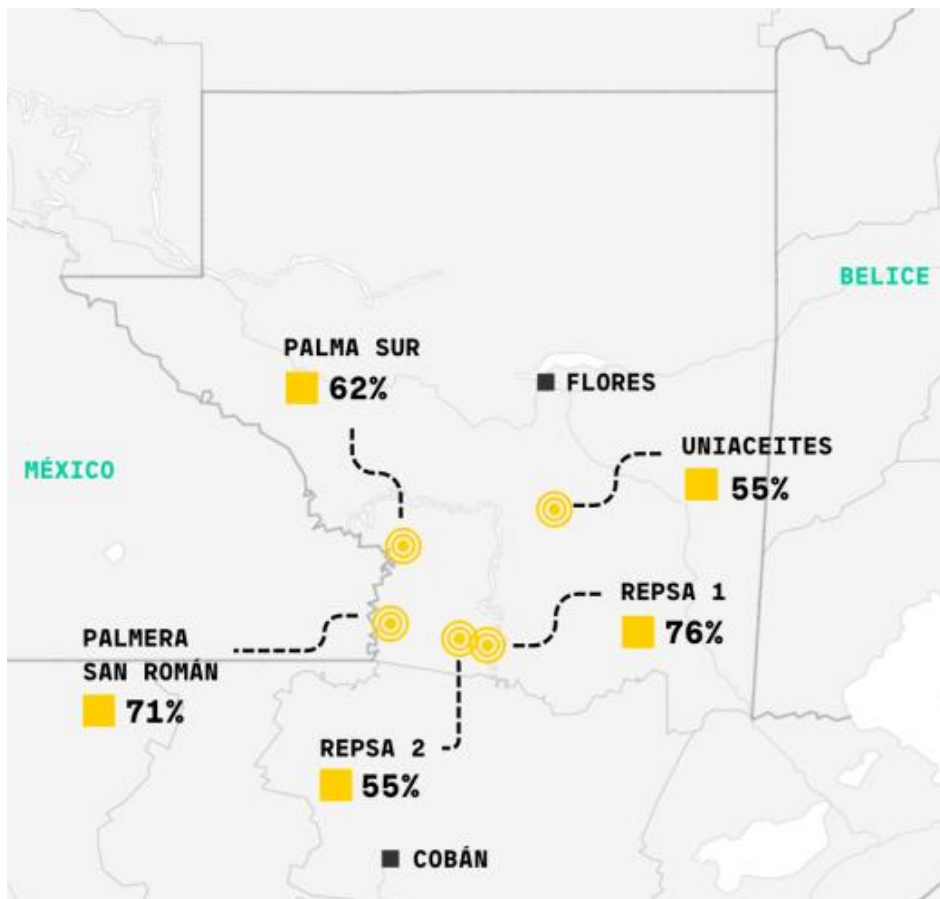 BELICE
PALMA SUR
62%
FLORES
MÉXICO
UNIACEITES
55%
REPSA 1
76%
PALMERA
SAN ROMÁN
71%
REPSA 2
55%
COBÁN